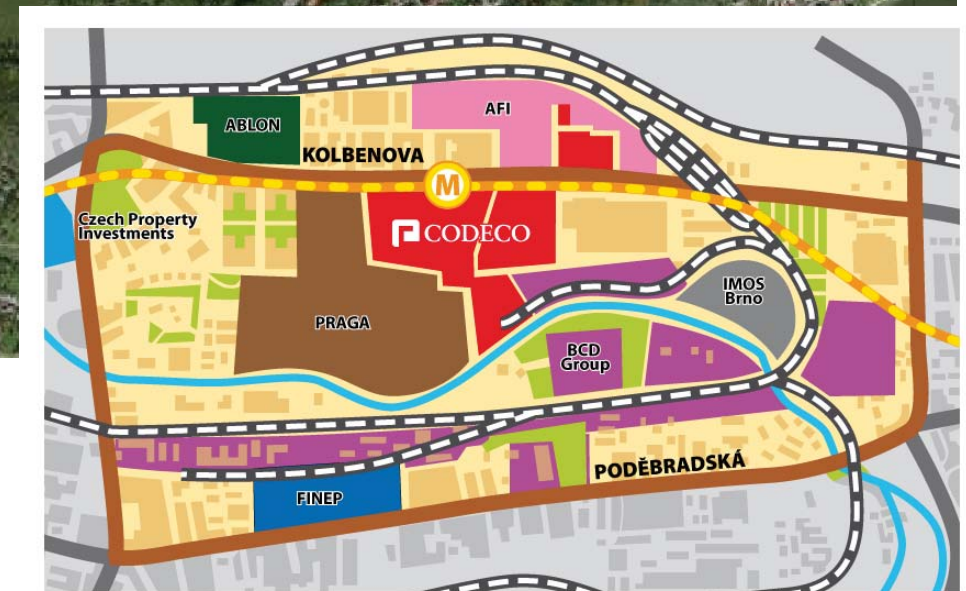 ABLON
AFI
KOLBENOVA
M
Czech Property
Investments
CODECO
IMOS
Brno
PRAGA
BCD
Group
PODĚBRADSKÁ
FINEP